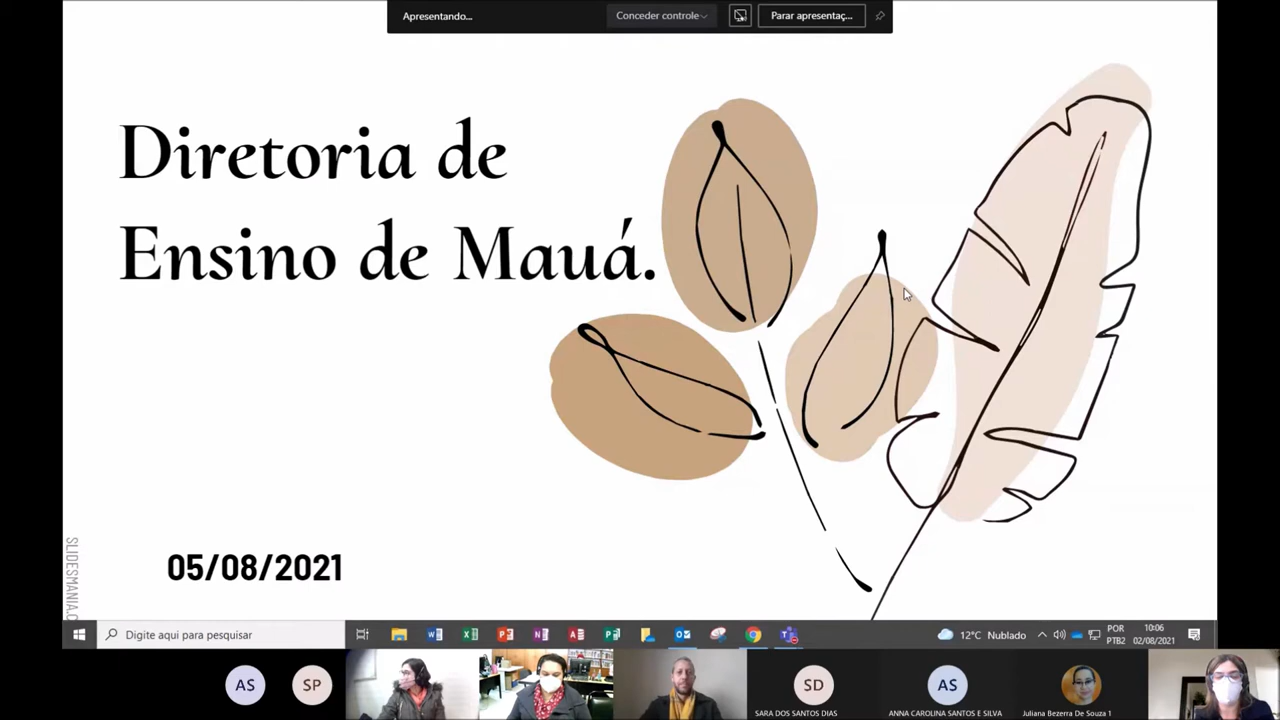 Apresentando...
Conceder controle
Parar apresentaç...
Diretoria de
Ensino de Mauá.
05/08/2021
SLIDESMANIA.C
Digite aqui para pesquisar
12°C Nublado
POR
PTB2
10:06
02/08/2021
AS
SP
SD
SARA DOS SANTOS DIAS
AS
ANNA CAROLINA SANTOS E SILVA
Juliana Bezerra De Souza 1